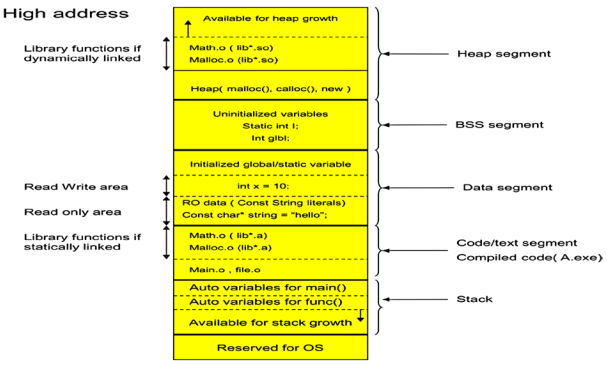 High address
Available for heap growth
Library functions if
dynamically linked
Math.o ( lib*.so)
Malloc.o (lib*.so)
Heap segment
Heap( malloc(), calloc(), new )
Uninitialized variables
Static int I;
Int glbl;
BSS segment
Initialized global/static variable
Read Write area
int x = 10;
Data segment
Read only area
RO data ( Const String literals)
Const char* string = "hello";
Library functions if
statically linked
Math.o ( lib*.a)
Malloc.o (lib*.a)
Code/text segment
Compiled code( A.exe)
Main.o , file.o
Auto variables for main()
Auto variables for func()
Stack
Available for stack growth
Reserved for OS